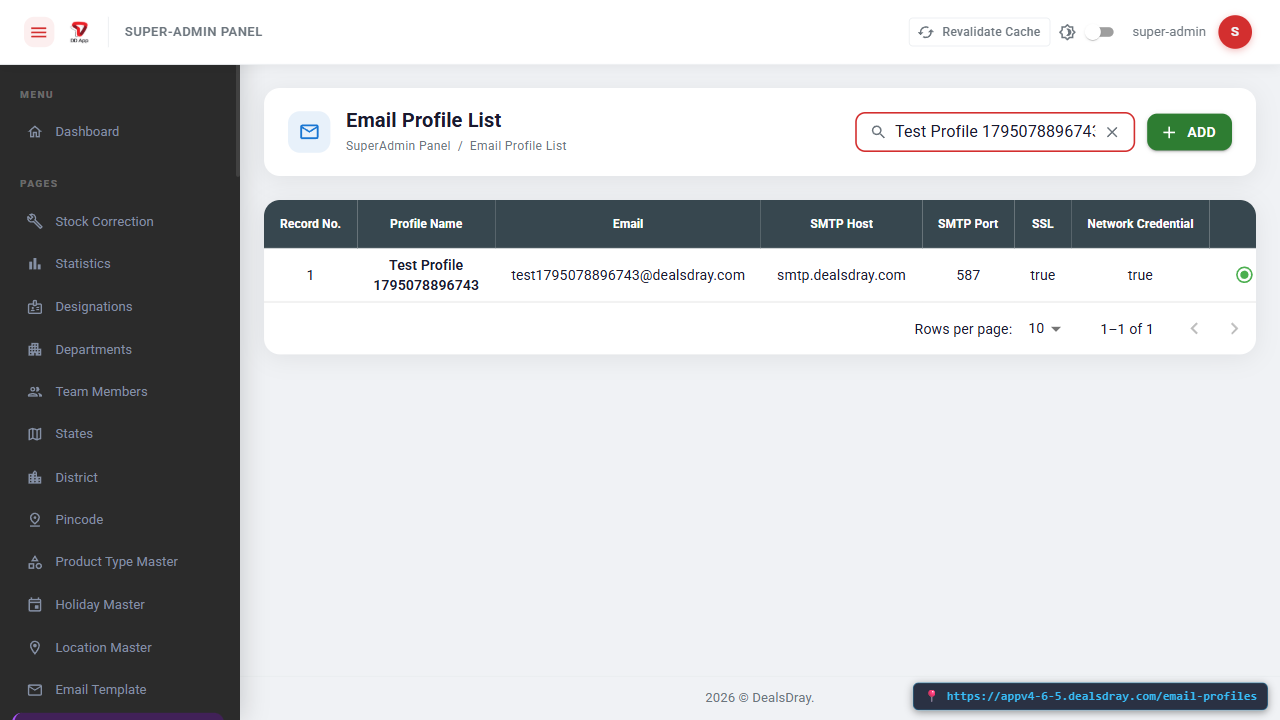 DD App
SUPER-ADMIN PANEL
Revalidate Cache
super-admin
S
MENU
Dashboard
PAGES
Stock Correction
Statistics
Designations
Departments
Team Members
States
District
Pincode
Product Type Master
Holiday Master
Location Master
Email Template
Email Profile List
SuperAdmin Panel / Email Profile List
Test Profile 1795078896743
ADD
Record No. Profile Name Email SMTP Host SMTP Port SSL Network Credential
1 Test Profile 1795078896743 test1795078896743@dealsdray.com smtp.dealsdray.com 587 true true
Rows per page: 10 1–1 of 1
2026 © DealsDray.
https://appv4-6-5.dealsdray.com/email-profiles